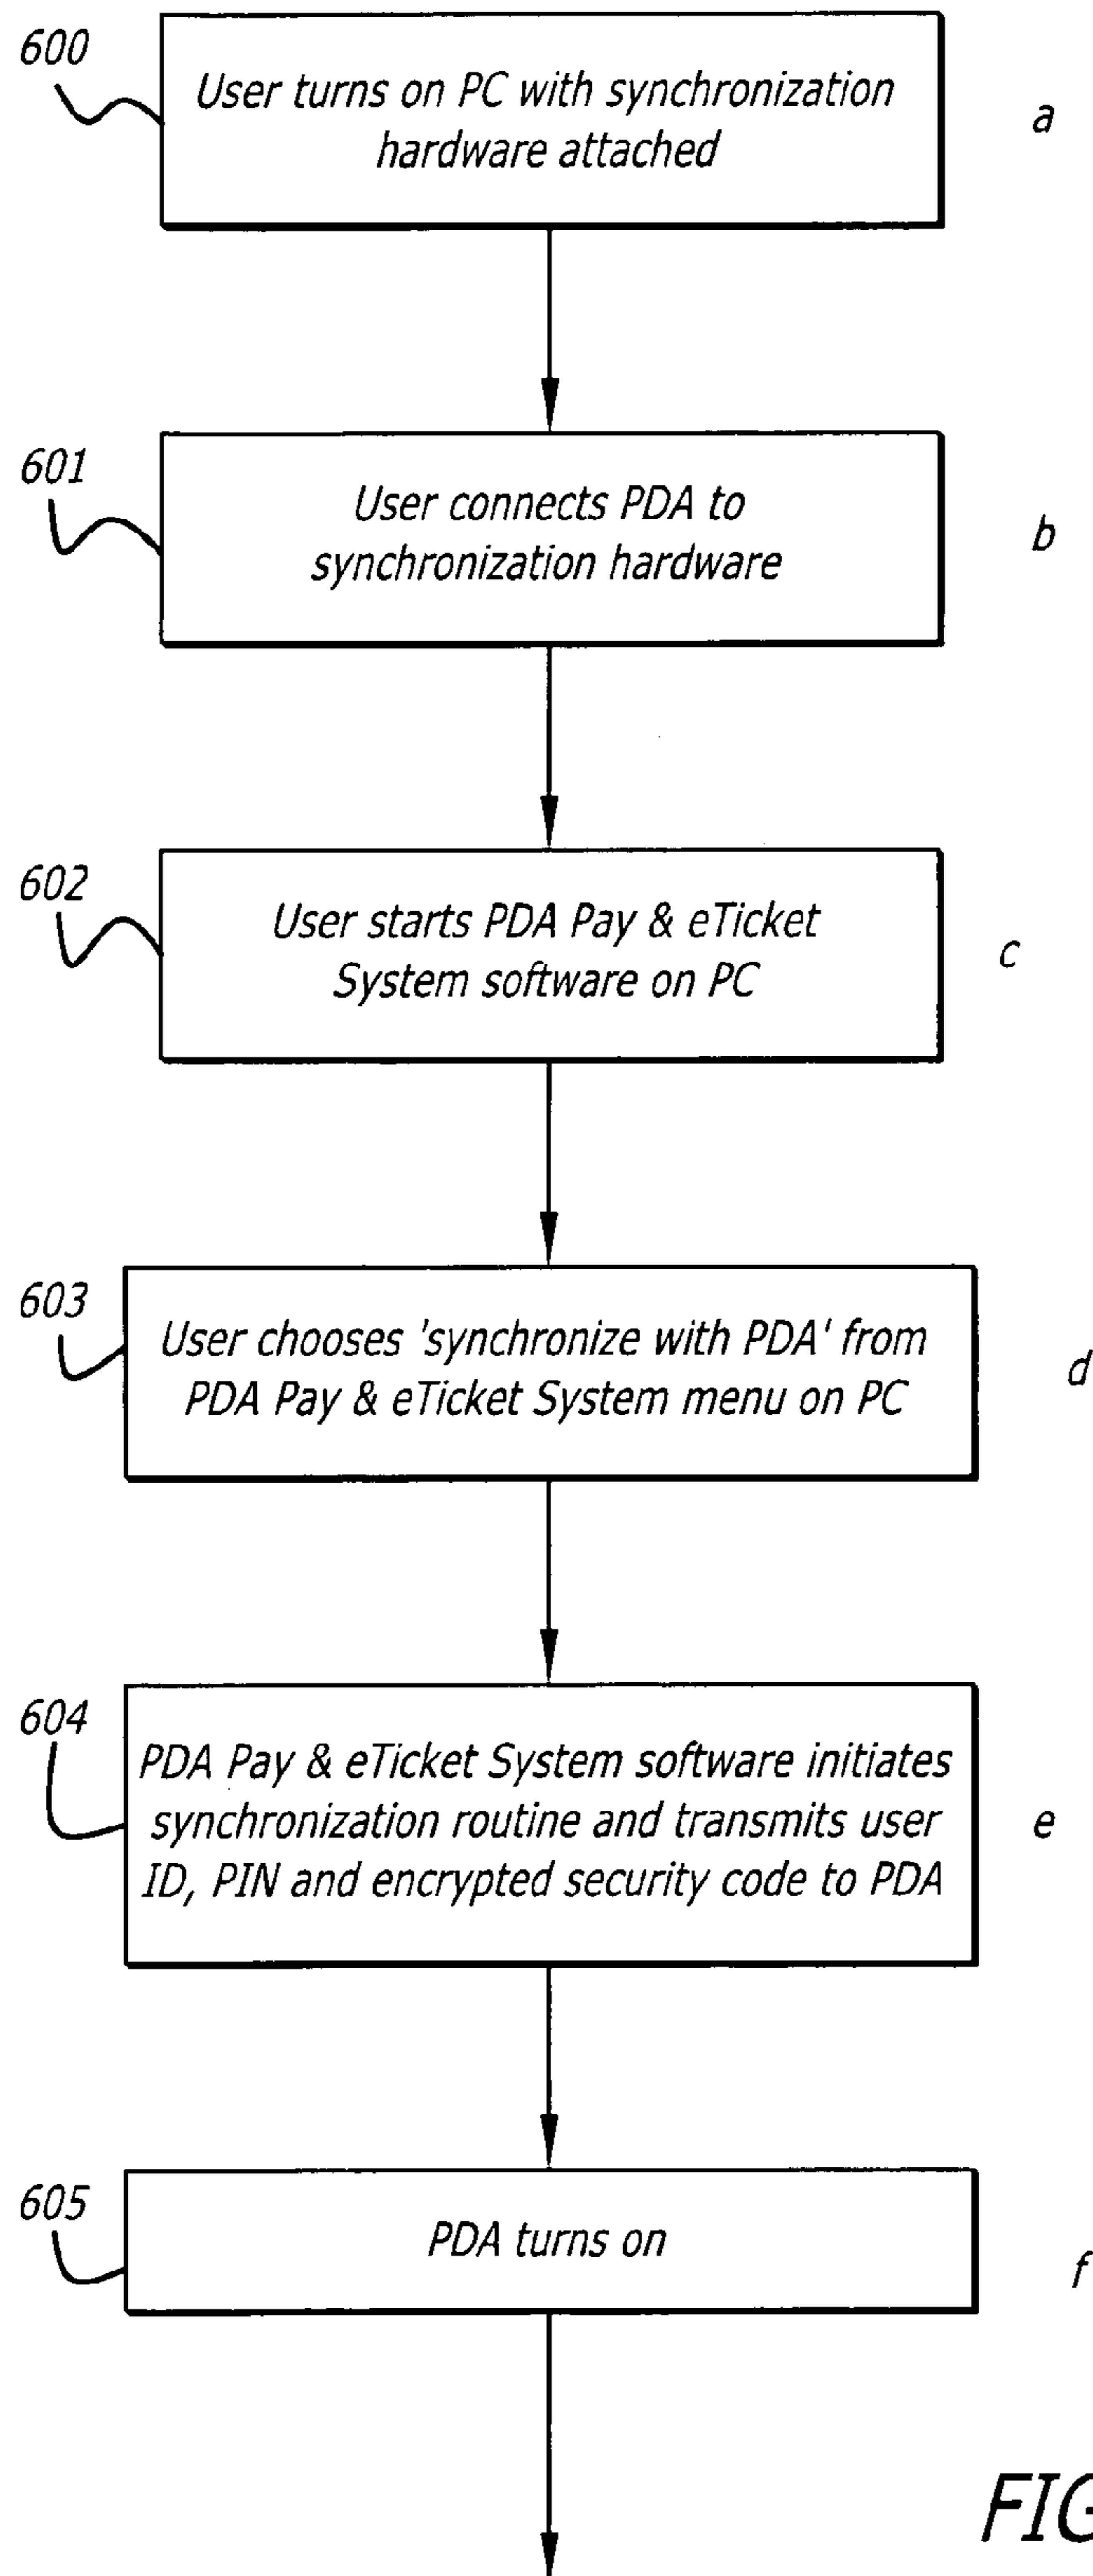 600
User turns on PC with synchronization
hardware attached
a
601
User connects PDA to
synchronization hardware
b
602
User starts PDA Pay & eTicket
System software on PC
c
603
User chooses 'synchronize with PDA' from
PDA Pay & eTicket System menu on PC
d
604
PDA Pay & eTicket System software initiates
synchronization routine and transmits user
ID, PIN and encrypted security code to PDA
e
605
PDA turns on
f
FIG